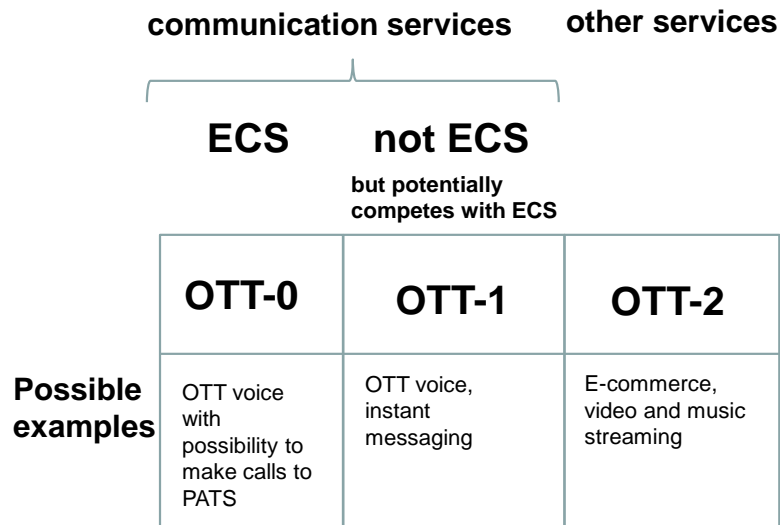 communication services other services
ECS not ECS
but potentially
competes with ECS
OTT-0 OTT-1 OTT-2
Possible
examples
OTT voice
with
possibility to
make calls to
PATS
OTT voice,
instant
messaging
E-commerce,
video and music
streaming